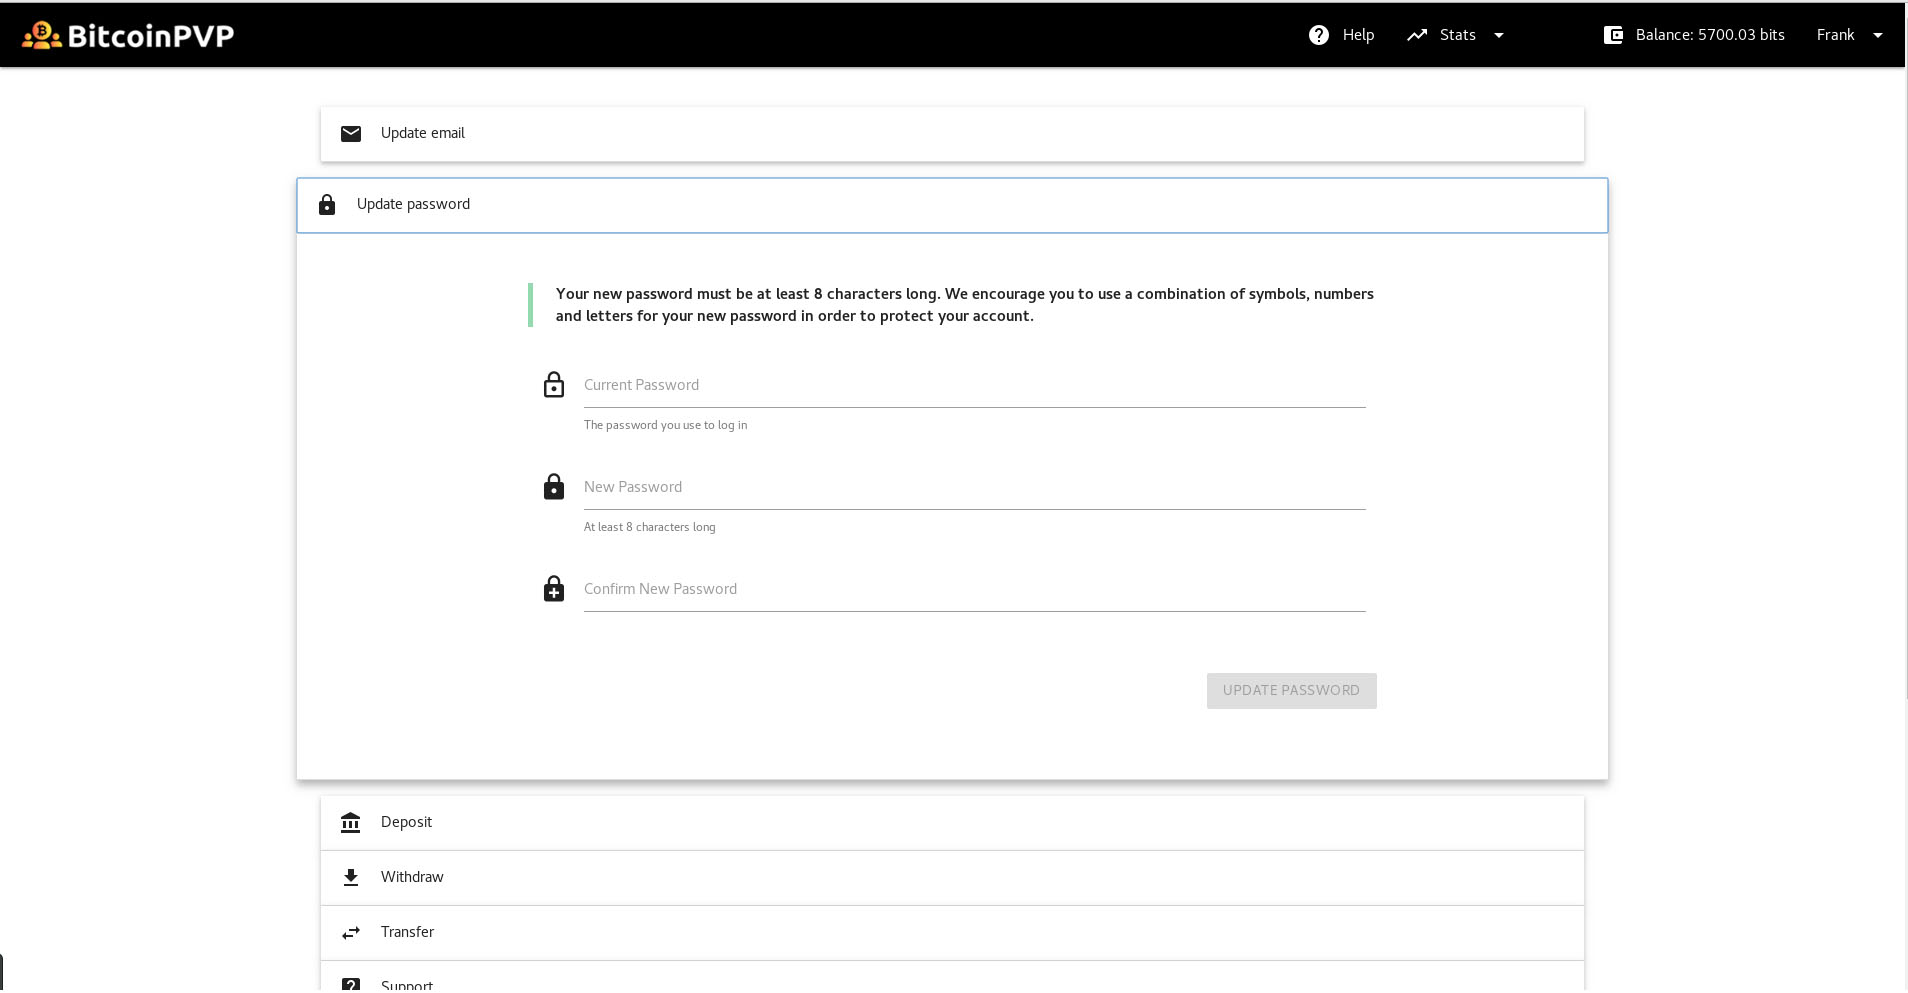 BitcoinPVP
Help
Stats
Balance: 5700.03 bits
Frank
Update email
Update password
Your new password must be at least 8 characters long. We encourage you to use a combination of symbols, numbers
and letters for your new password in order to protect your account.
Current Password
The password you use to log in
New Password
At least 8 characters long
Confirm New Password
UPDATE PASSWORD
Deposit
Withdraw
Transfer
Support